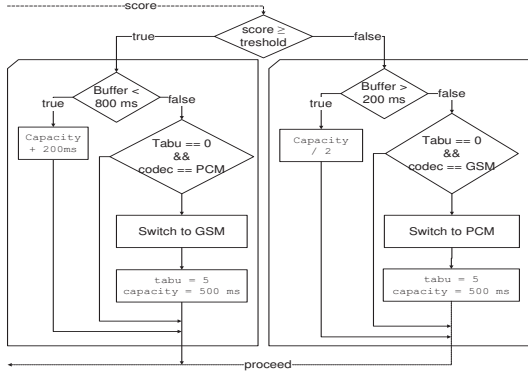 score
score ≥
treshold
true
false
Buffer <
800 ms
true
false
Capacity
+ 200ms
Tabu == 0
&&
codec == PCM
Switch to GSM
tabu = 5
capacity = 500 ms
Buffer >
200 ms
true
false
Capacity
/ 2
Tabu == 0
&&
codec == GSM
Switch to PCM
tabu = 5
capacity = 500 ms
proceed